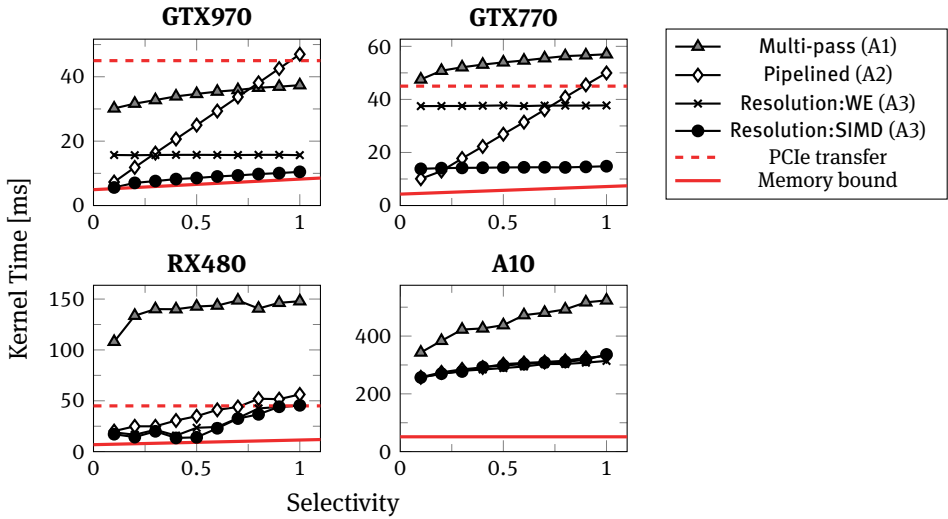 GTX970
40
20
0
0
0.5
1
GTX770
60
40
20
0
0
0.5
1
Multi-pass (A1)
Pipelined (A2)
Resolution:WE (A3)
Resolution:SIMD (A3)
PCIe transfer
Memory bound
Kernel Time [ms]
RX480
150
100
50
0
0
0.5
1
A10
400
200
0
0
0.5
1
Selectivity